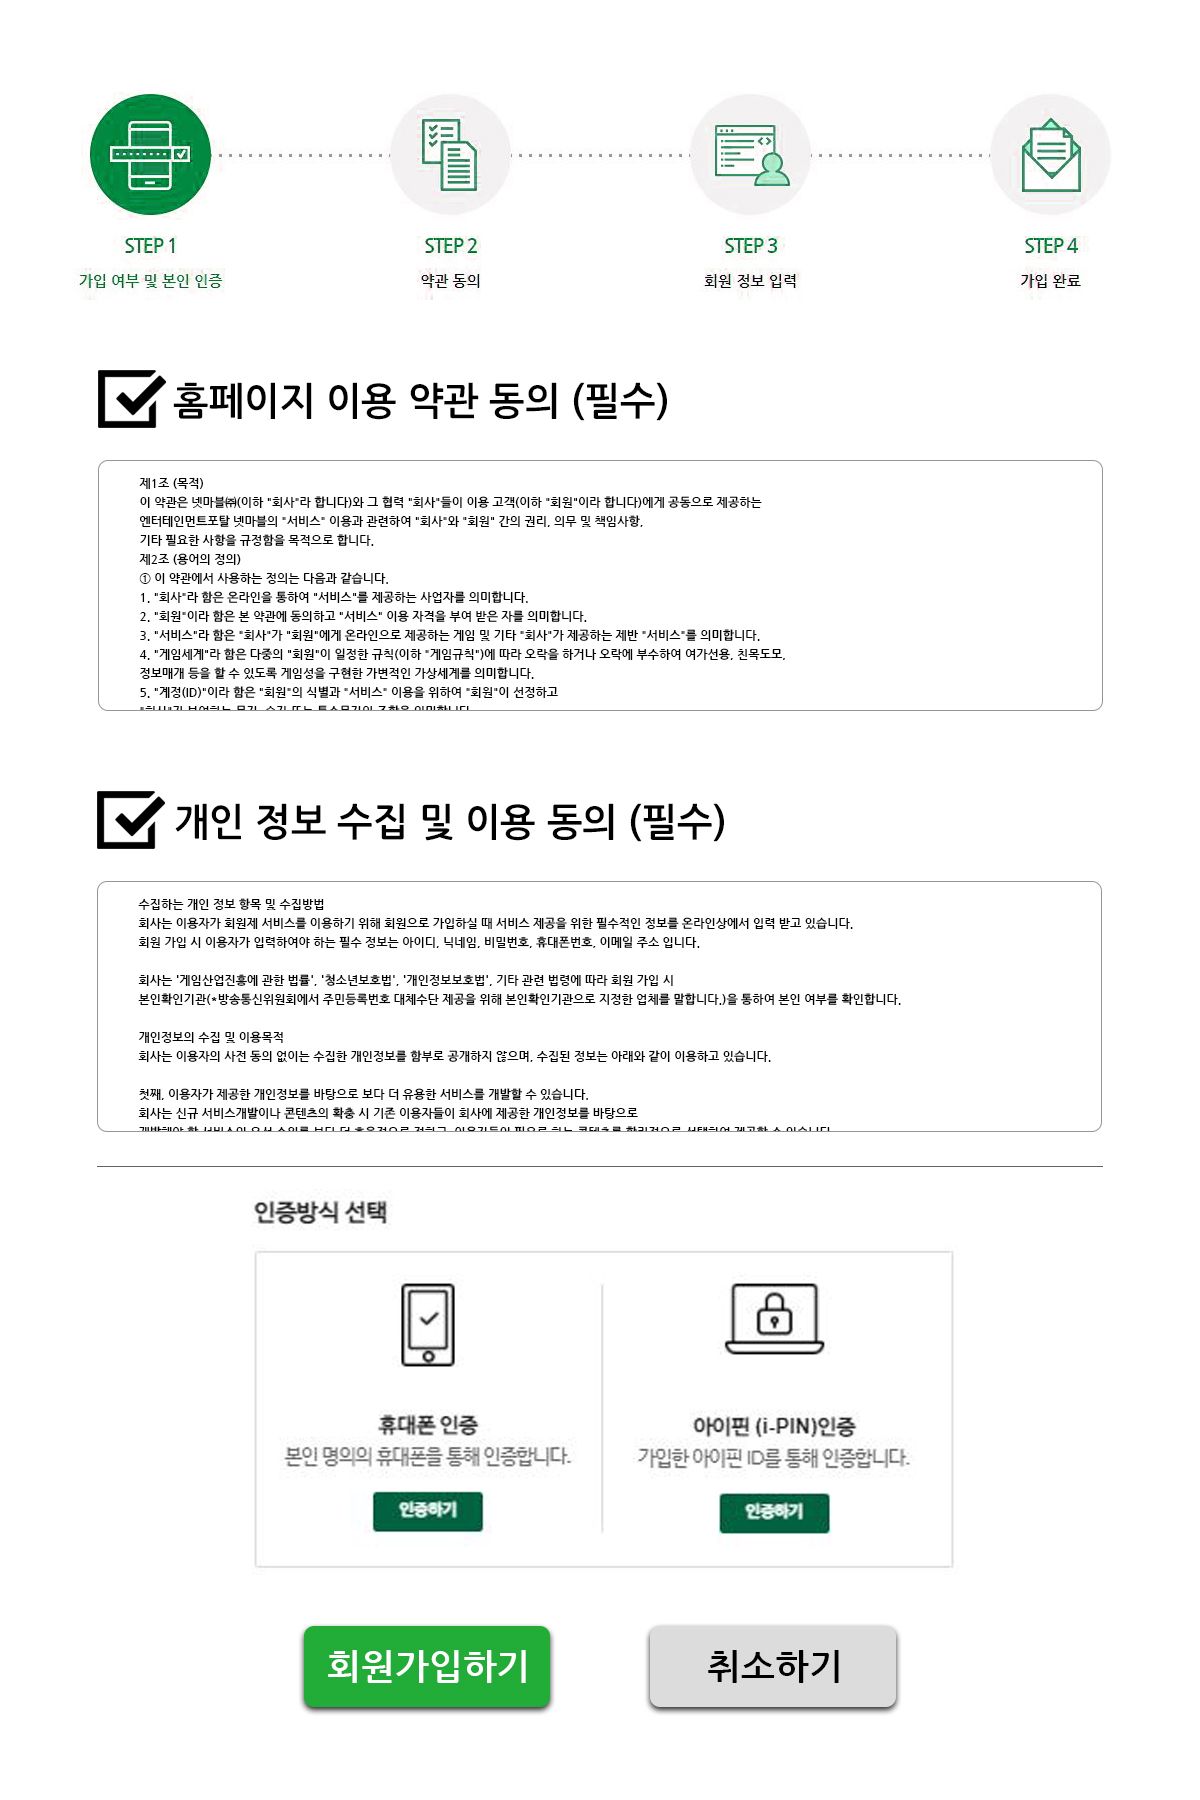 STEP 1
STEP 2
STEP 3
STEP 4
가입 여부 및 본인 인증
약관 동의
회원 정보 입력
가입 완료
홈페이지 이용 약관 동의 (필수)
제1조 (목적)
이 약관은 넷마블㈜(이하 "회사"라 합니다)와 그 협력 "회사"들이 이용 고객(이하 "회원"이라 합니다)에게 공동으로 제공하는
엔터테인먼트포탈 넷마블의 "서비스" 이용과 관련하여 "회사"와 "회원" 간의 권리, 의무 및 책임사항,
기타 필요한 사항을 규정함을 목적으로 합니다.
제2조 (용어의 정의)
① 이 약관에서 사용하는 정의는 다음과 같습니다.
1. "회사"라 함은 온라인을 통하여 "서비스"를 제공하는 사업자를 의미합니다.
2. "회원"이라 함은 본 약관에 동의하고 "서비스" 이용 자격을 부여 받은 자를 의미합니다.
3. "서비스"라 함은 "회사"가 "회원"에게 온라인으로 제공하는 게임 및 기타 "회사"가 제공하는 제반 "서비스"를 의미합니다.
4. "게임세계"라 함은 다중의 "회원"이 일정한 규칙(이하 "게임규칙")에 따라 오락을 하거나 오락에 부수하여 여가선용, 친목도모,
정보매개 등을 할 수 있도록 게임성을 구현한 가변적인 가상세계를 의미합니다.
5. "계정(ID)"이라 함은 "회원"의 식별과 "서비스" 이용을 위하여 "회원"이 선정하고
개인 정보 수집 및 이용 동의 (필수)
수집하는 개인 정보 항목 및 수집방법
회사는 이용자가 회원제 서비스를 이용하기 위해 회원으로 가입하실 때 서비스 제공을 위한 필수적인 정보를 온라인상에서 입력 받고 있습니다.
회원 가입 시 이용자가 입력하여야 하는 필수 정보는 아이디, 닉네임, 비밀번호, 휴대폰번호, 이메일 주소 입니다.
회사는 '게임산업진흥에 관한 법률', '청소년보호법', '개인정보보호법', 기타 관련 법령에 따라 회원 가입 시
본인확인기관(*방송통신위원회에서 주민등록번호 대체수단 제공을 위해 본인확인기관으로 지정한 업체를 말합니다.)을 통하여 본인 여부를 확인합니다.
개인정보의 수집 및 이용목적
회사는 이용자의 사전 동의 없이는 수집한 개인정보를 함부로 공개하지 않으며, 수집된 정보는 아래와 같이 이용하고 있습니다.
첫째, 이용자가 제공한 개인정보를 바탕으로 보다 더 유용한 서비스를 개발할 수 있습니다.
회사는 신규 서비스개발이나 콘텐츠의 확충 시 기존 이용자들이 회사에 제공한 개인정보를 바탕으로
인증방식 선택
휴대폰 인증
본인 명의의 휴대폰을 통해 인증합니다.
인증하기
아이핀 (i-PIN)인증
가입한 아이핀 ID를 통해 인증합니다.
인증하기
회원가입하기
취소하기